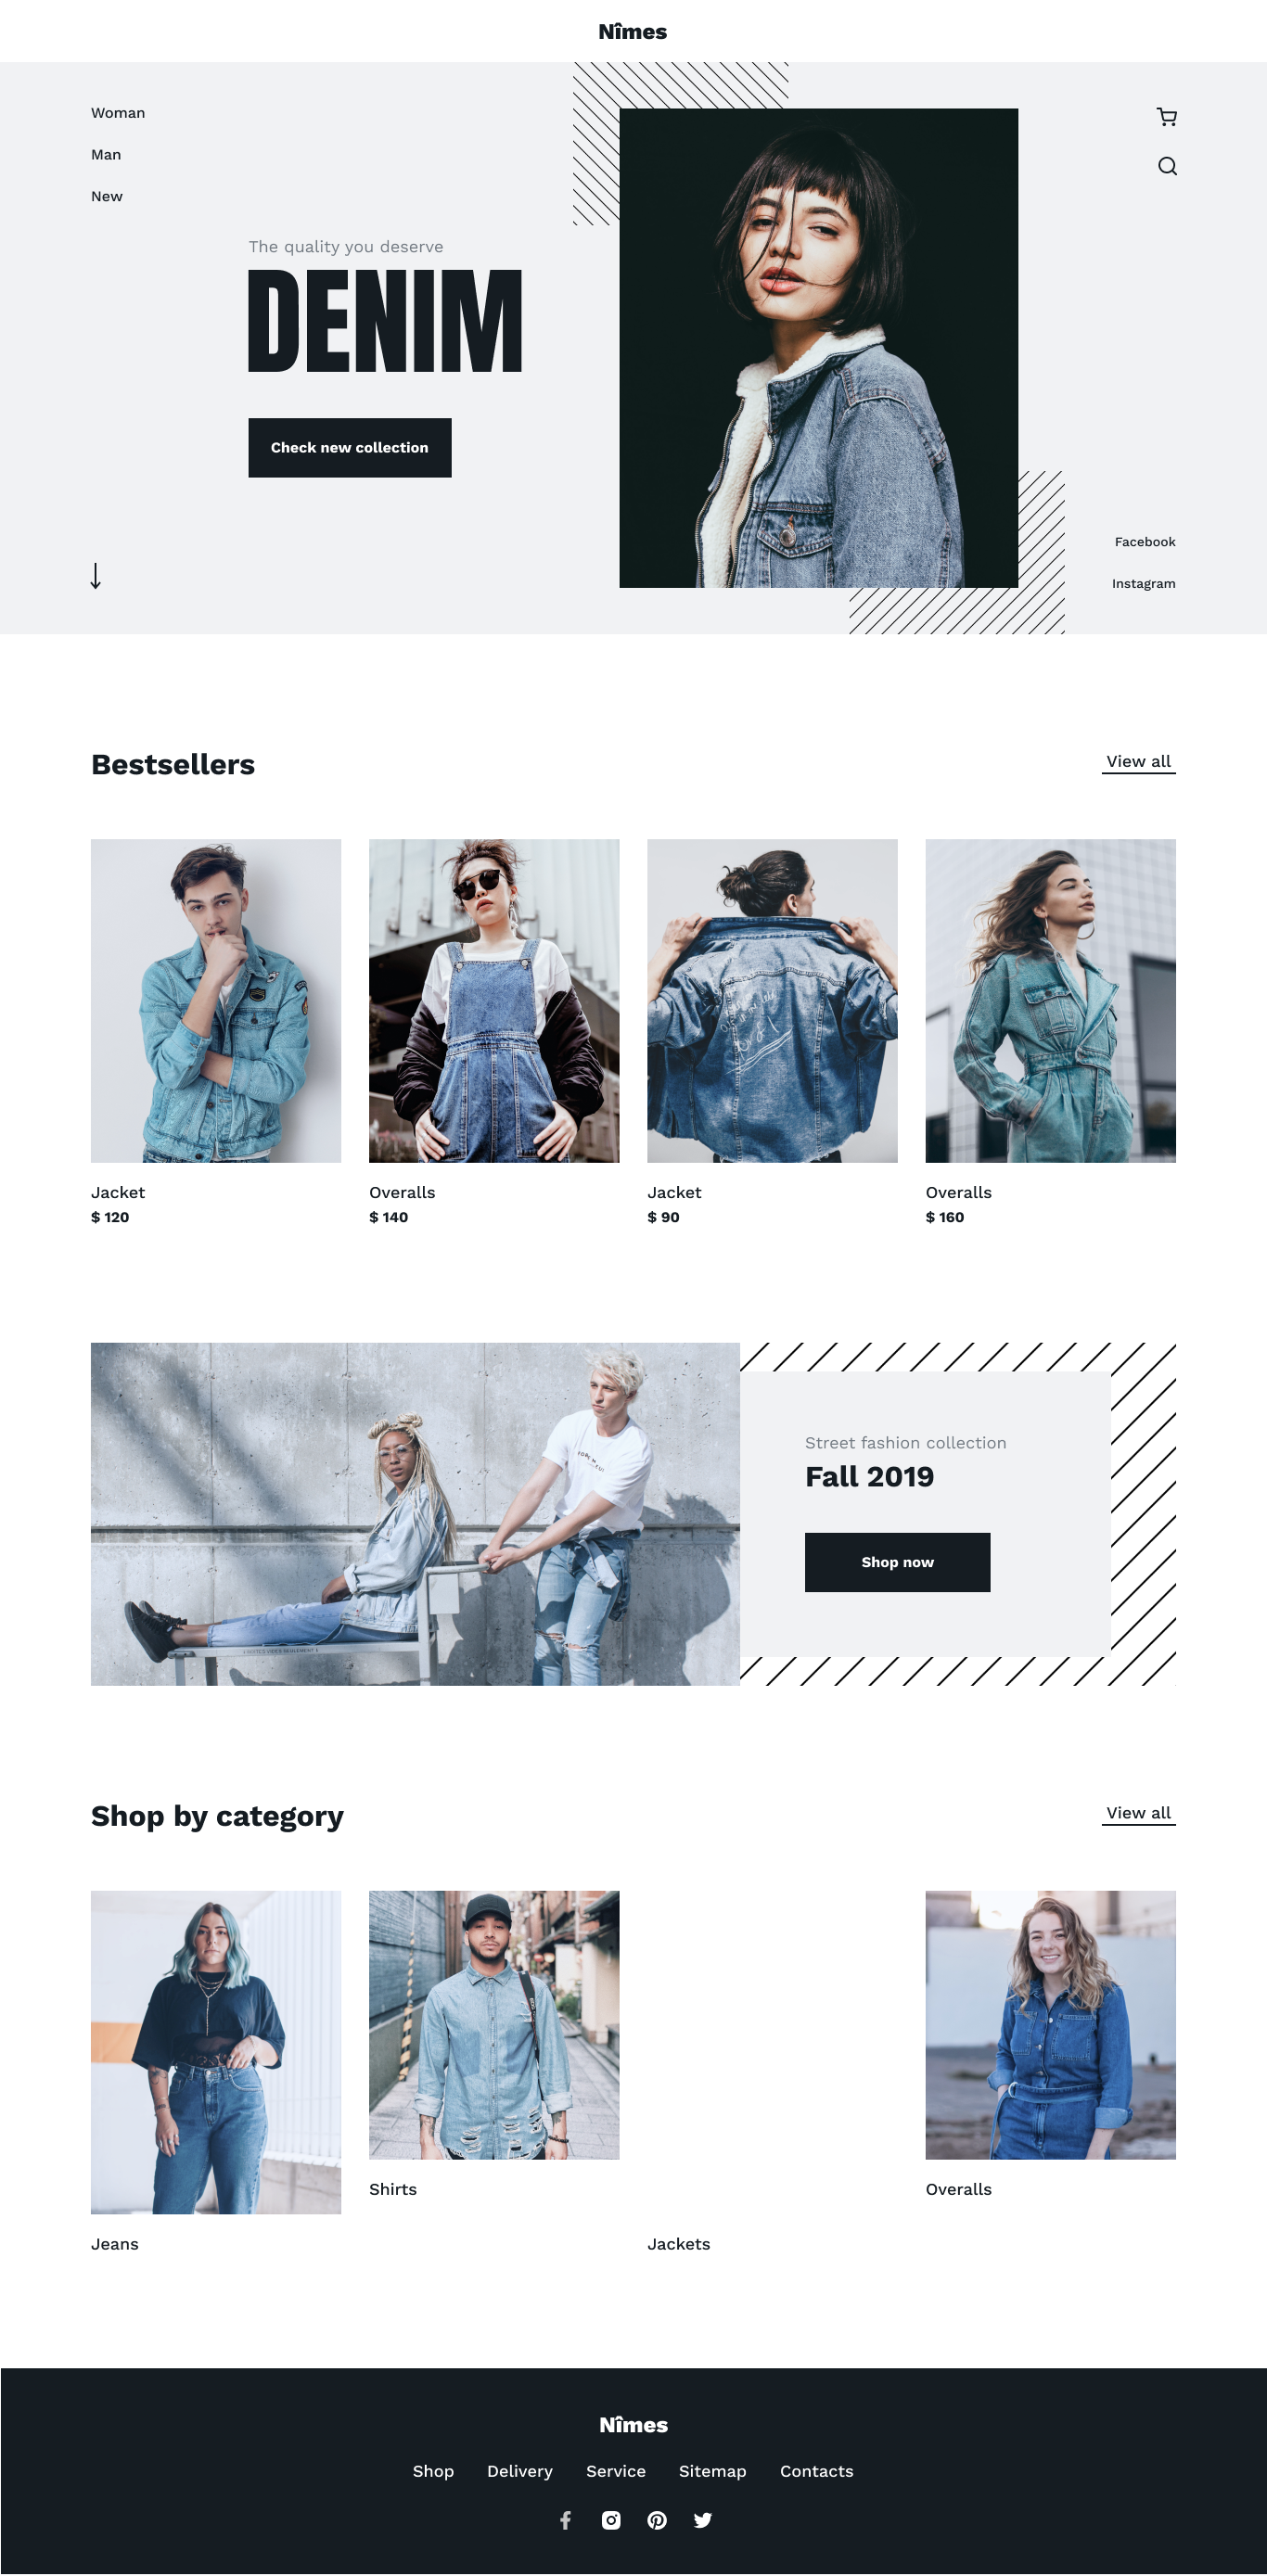 Nîmes
Woman
Man
New
The quality you deserve
DENIM
Check new collection
Facebook
Instagram
Bestsellers
View all
Jacket
$ 120
Overalls
$ 140
Jacket
$ 90
Overalls
$ 160
Street fashion collection
Fall 2019
Shop now
Shop by category
View all
Shirts
Overalls
Jeans
Jackets
Nîmes
Shop Delivery Service Sitemap Contacts